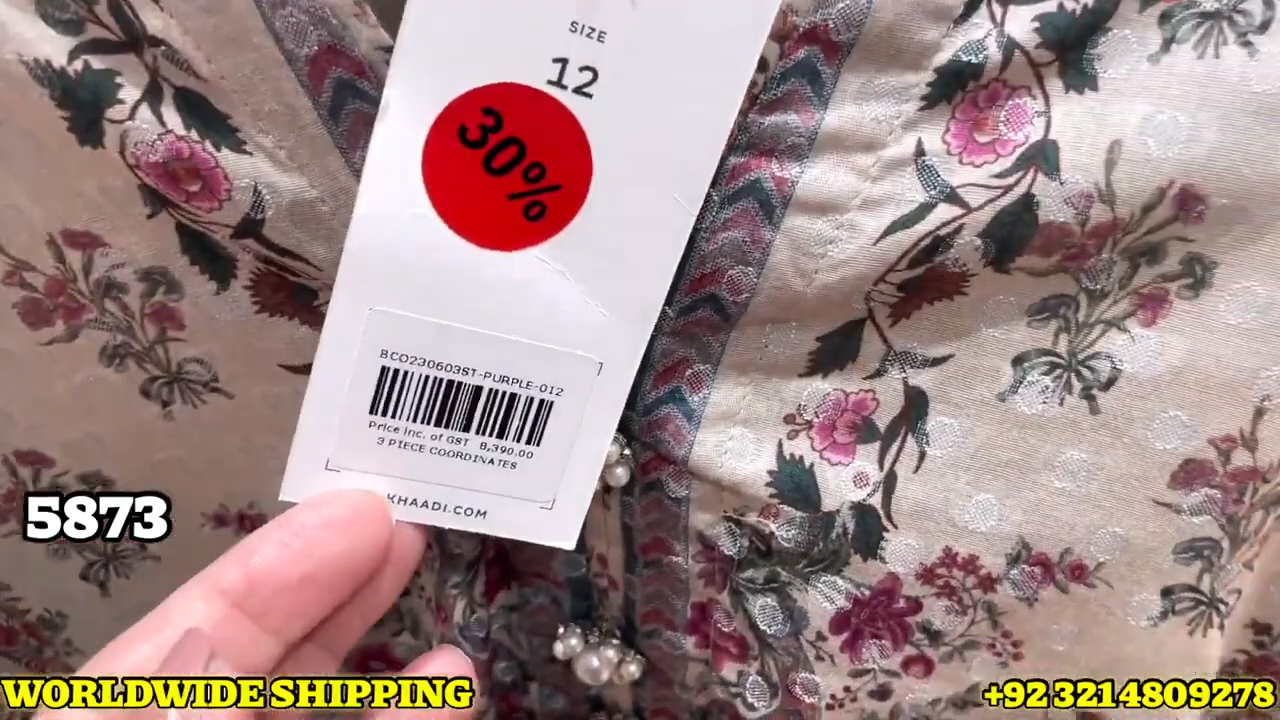 SIZE
12
30%
BCO230603ST-PURPLE-012
Price inc. of GST 8,390.00
3 PIECE COORDINATES
KHAADI.COM
5873
WORLDWIDE SHIPPING
+92 3214809278